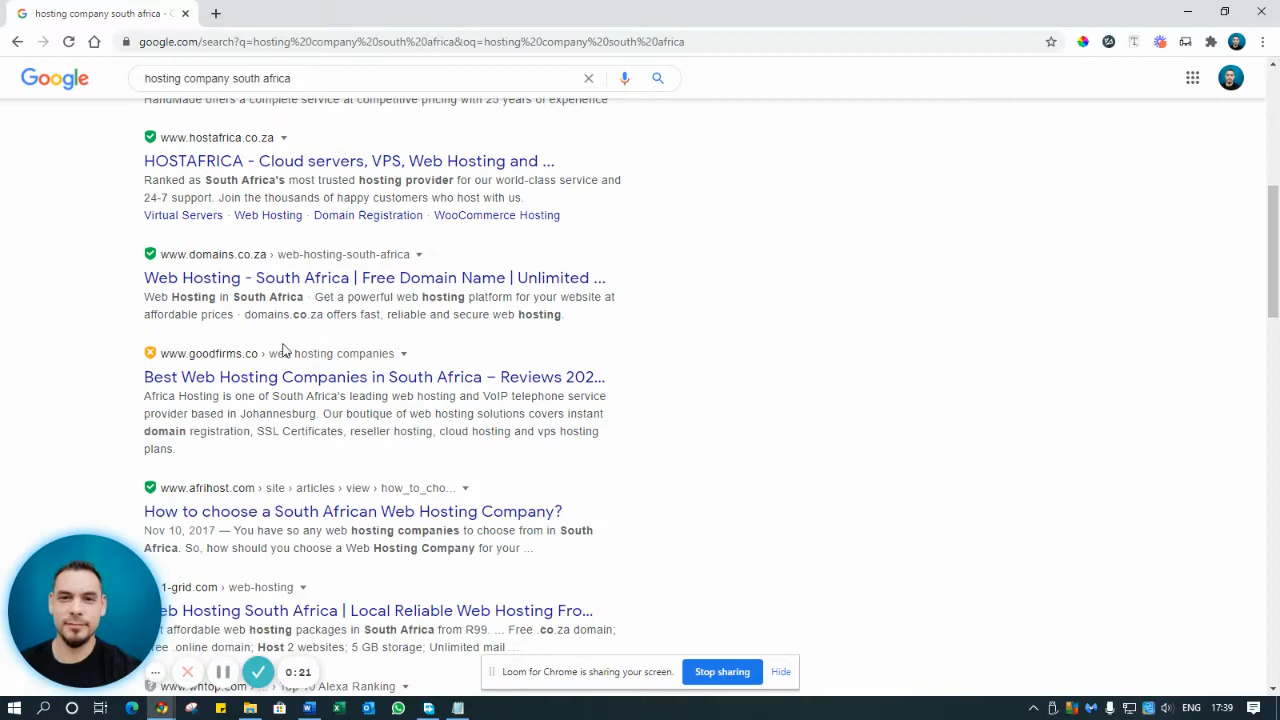 hosting company south africa - G
google.com/search?q=hosting%20company%20south%20africa&oq=hosting%20company%20south%20africa
Google
hosting company south africa
HandMade offers a complete service at competitive pricing with 25 years of experience
www.hostafrica.co.za
HOSTAFRICA - Cloud servers, VPS, Web Hosting and ...
Ranked as South Africa's most trusted hosting provider for our world-class service and
24-7 support. Join the thousands of happy customers who host with us.
Virtual Servers · Web Hosting · Domain Registration · WooCommerce Hosting
www.domains.co.za › web-hosting-south-africa
Web Hosting - South Africa | Free Domain Name | Unlimited ...
Web Hosting in South Africa · Get a powerful web hosting platform for your website at
affordable prices · domains.co.za offers fast, reliable and secure web hosting.
www.goodfirms.co › web hosting companies
Best Web Hosting Companies in South Africa – Reviews 202...
Africa Hosting is one of South Africa's leading web hosting and VoIP telephone service
provider based in Johannesburg. Our boutique of web hosting solutions covers instant
domain registration, SSL Certificates, reseller hosting, cloud hosting and vps hosting
plans.
www.afrihost.com › site › articles › view › how_to_cho...
How to choose a South African Web Hosting Company?
Nov 10, 2017 — You have so any web hosting companies to choose from in South
Africa. So, how should you choose a Web Hosting Company for your ...
1-grid.com › web-hosting
eb Hosting South Africa | Local Reliable Web Hosting Fro...
t affordable web hosting packages in South Africa from R99. ... Free .co.za domain;
ree .online domain; Host 2 websites; 5 GB storage; Unlimited mail ...
0:21
Loom for Chrome is sharing your screen.
Stop sharing
Hide
www.whtop.com › ... › Top 10 Alexa Ranking
17:39